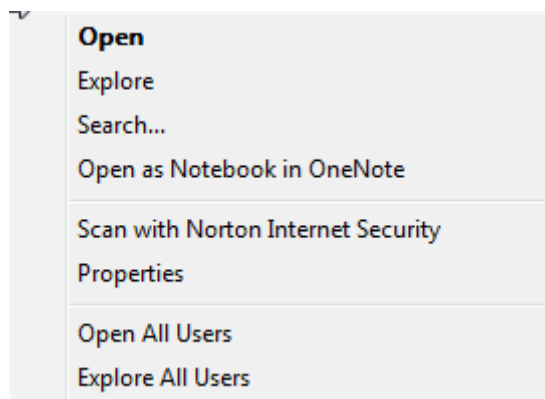 Open
Explore
Search...
Open as Notebook in OneNote
Scan with Norton Internet Security
Properties
Open All Users
Explore All Users